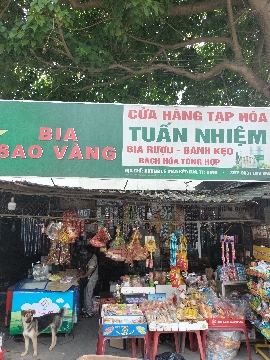 BIA
SAO VÀNG
CỬA HÀNG TẠP HÓA
TUẤN NHIỆM
BIA RƯỢU - BÁNH KẸO
BÁCH HÓA TỔNG HỢP